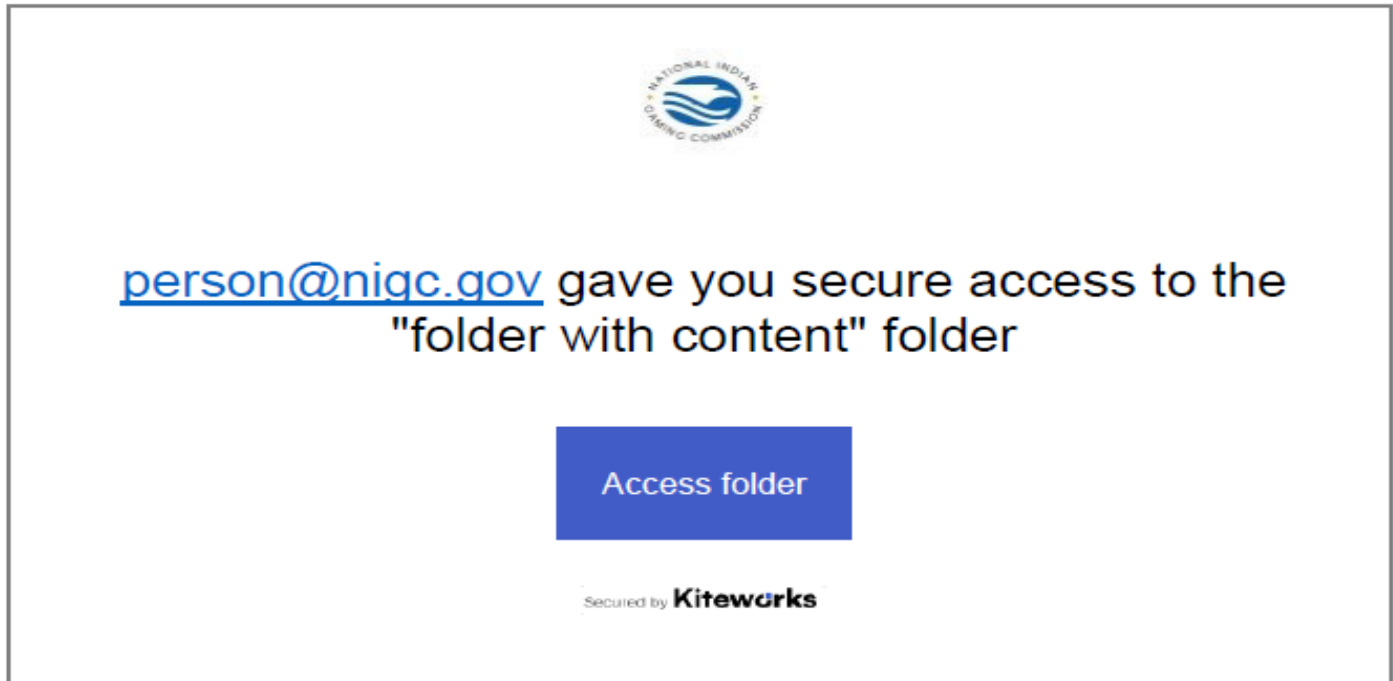 NATIONAL INDIAN
GAMING COMMISSION
person@nigc.gov gave you secure access to the
"folder with content" folder
Access folder
Secured by Kiteworks